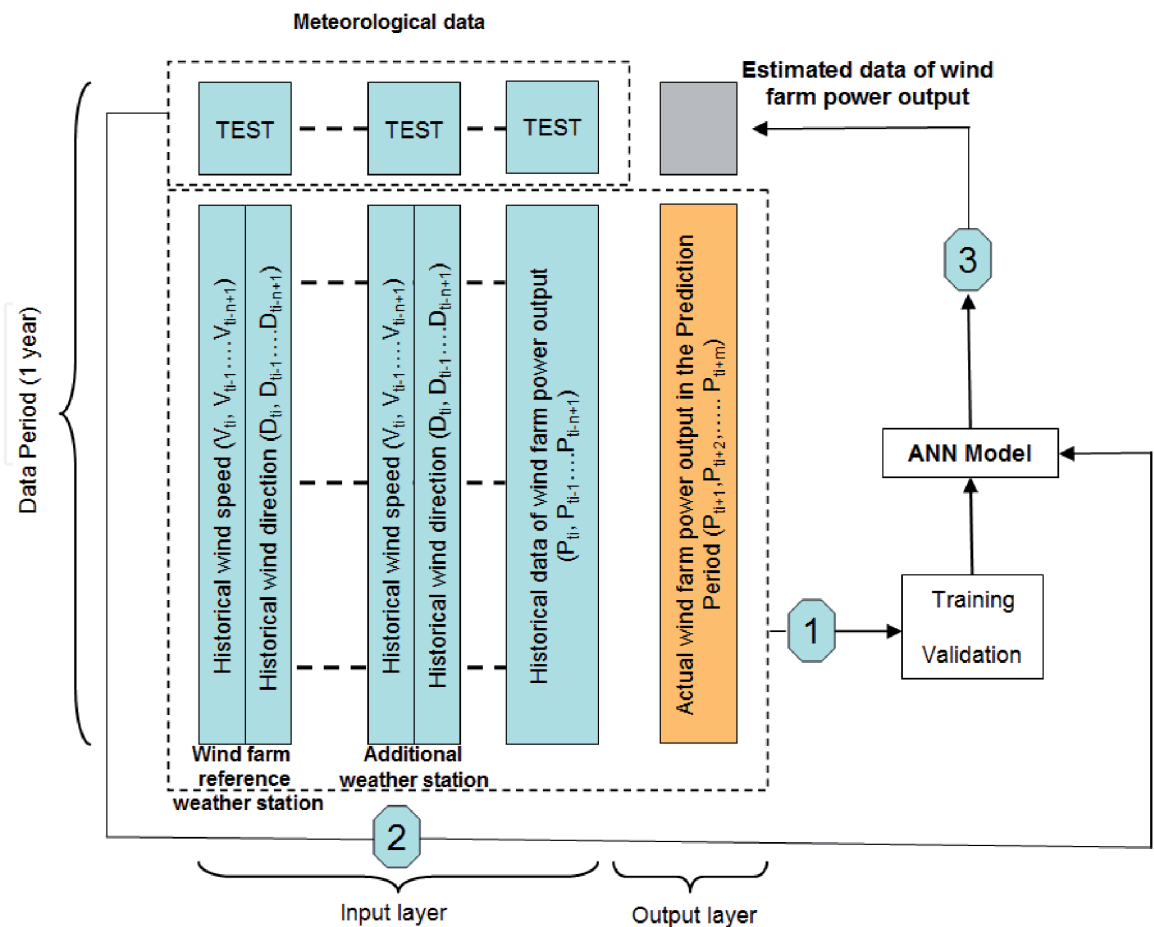 Meteorological data
Estimated data of wind
farm power output
TEST
TEST
TEST
Data Period (1 year)
Historical wind speed (Vti, Vti-1....Vti-n+1)
Historical wind direction (Dti, Dti-1....Dti-n+1)
Historical wind speed (Vti, Vti-1....Vti-n+1)
Historical wind direction (Dti, Dti-1....Dti-n+1)
Historical data of wind farm power output
(Pti, Pti-1....Pti-n+1)
Actual wind farm power output in the Prediction
Period (Pti+1,Pti+2,..... Pti+m)
3
ANN Model
1
Training
Validation
Wind farm
reference
weather station
Additional
weather station
2
Input layer
Output layer